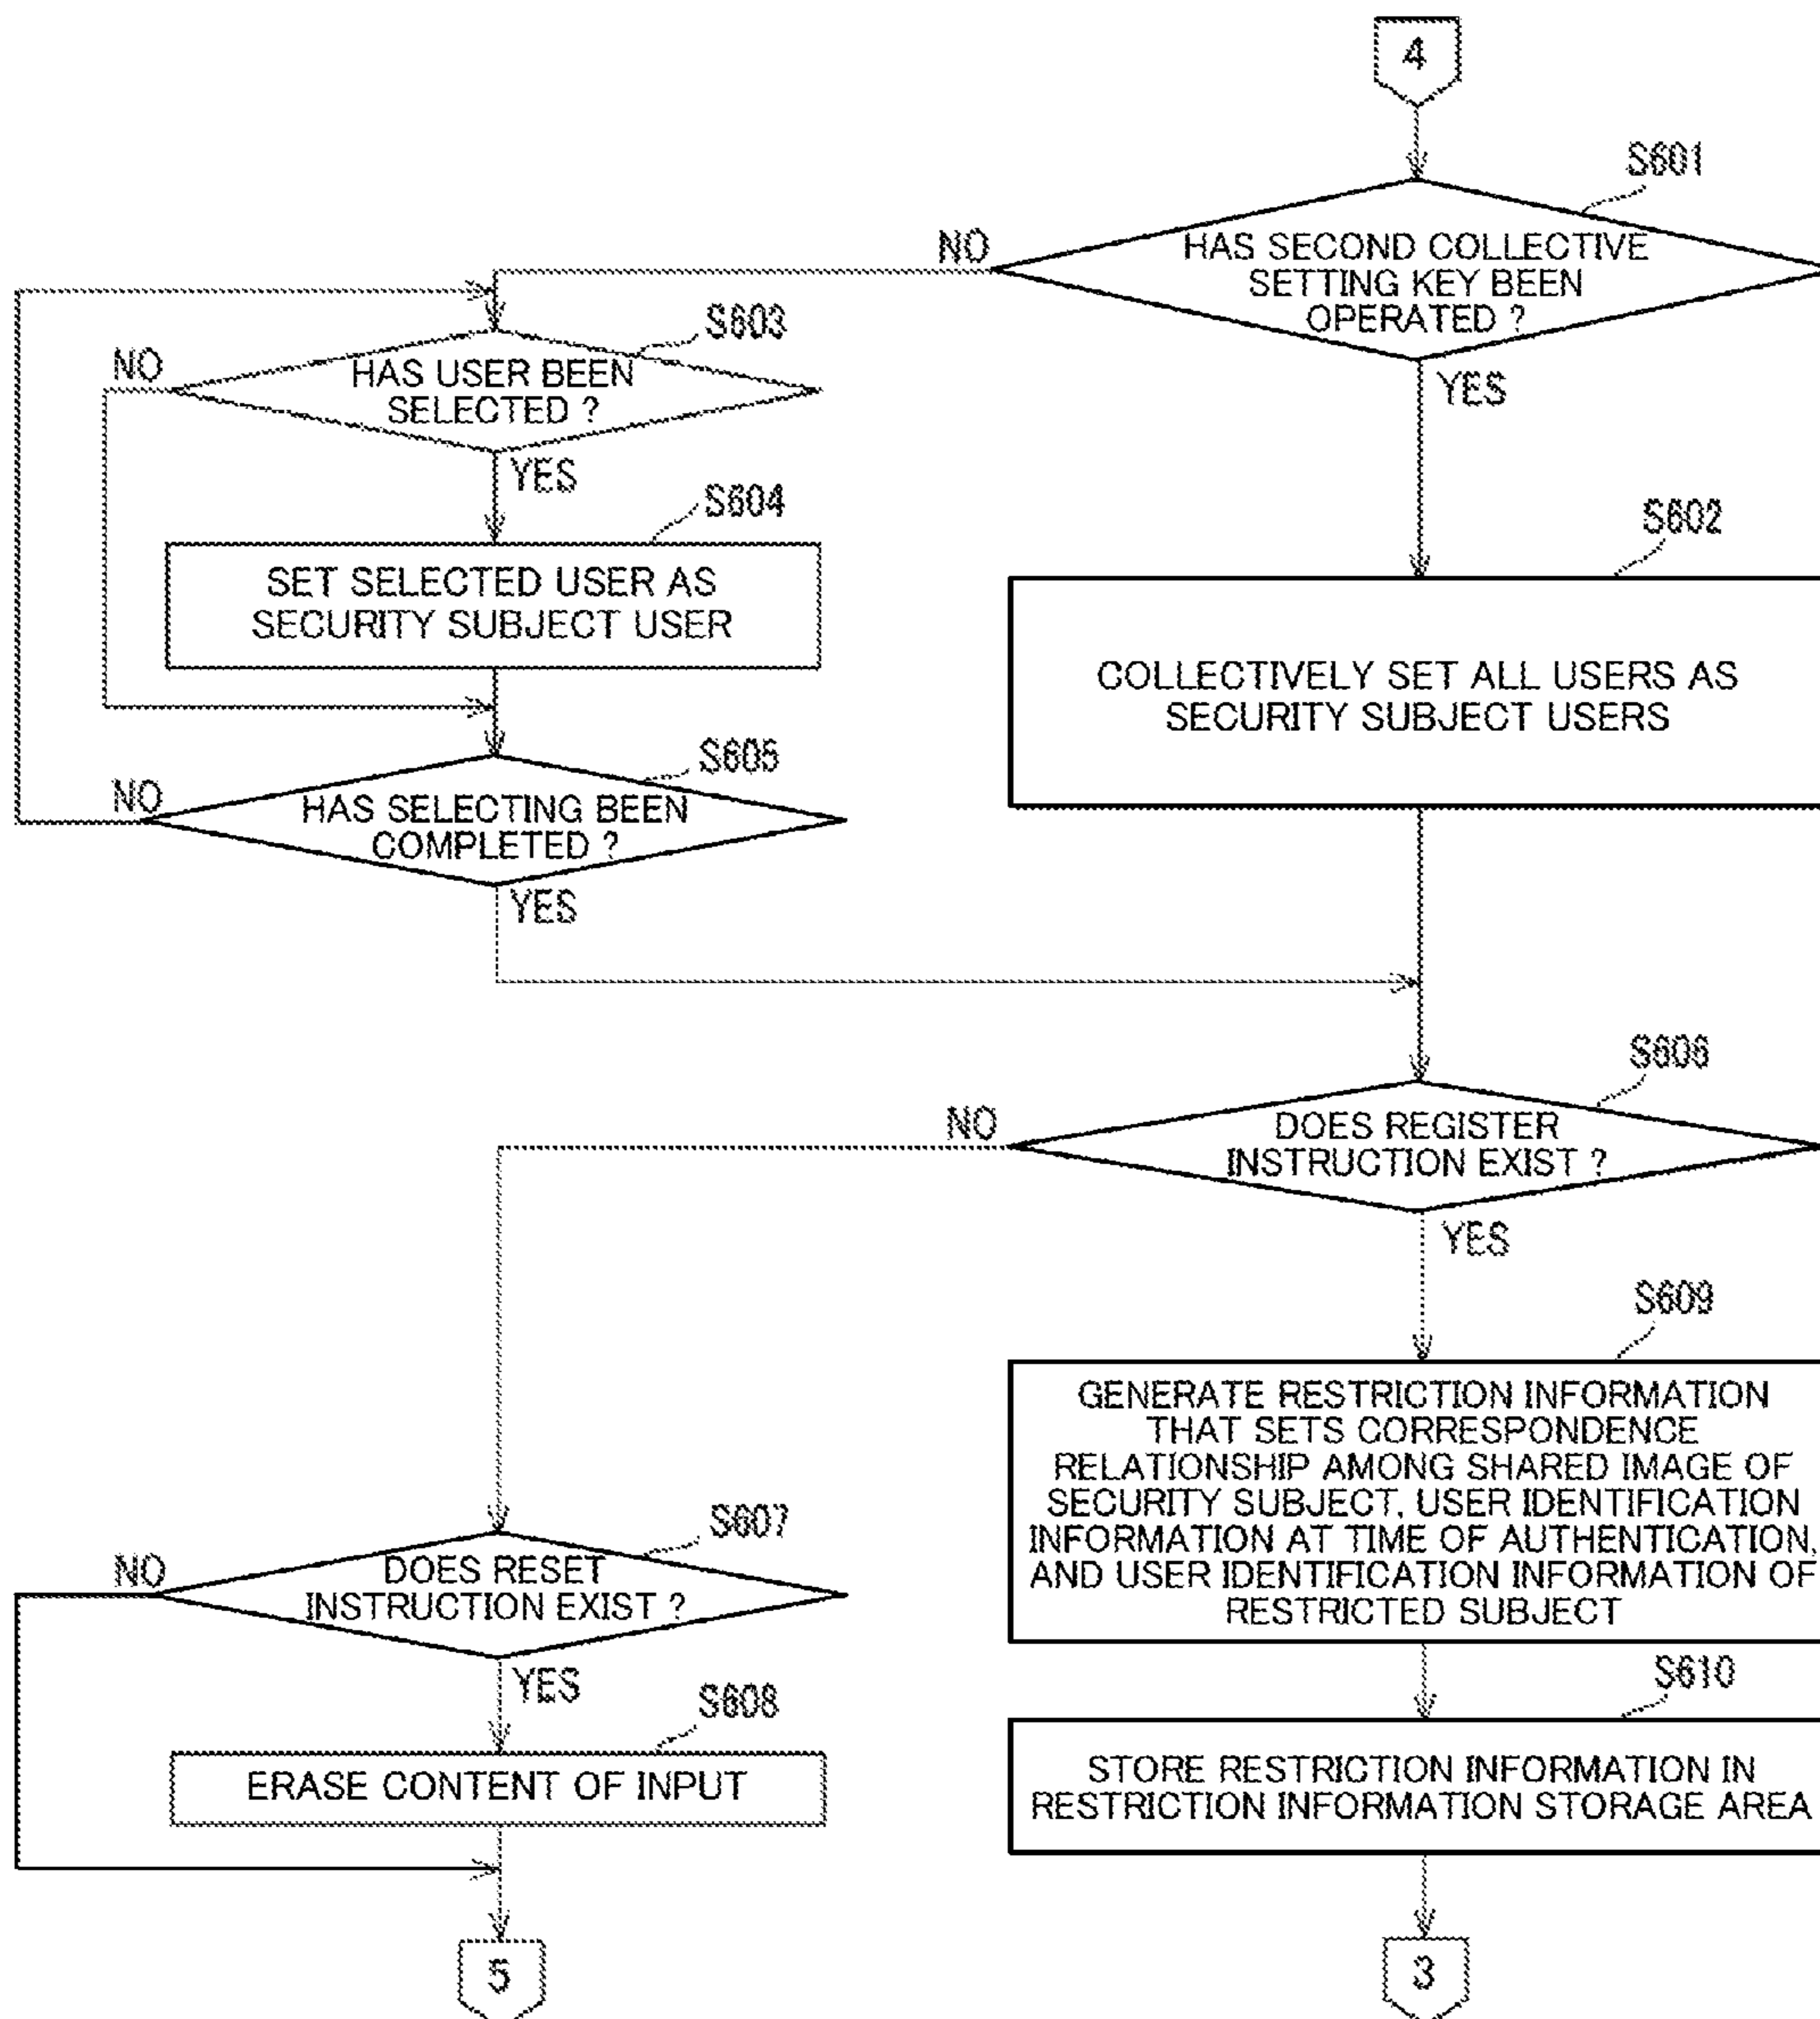 4
S601
HAS SECOND COLLECTIVE
SETTING KEY BEEN
OPERATED ?
NO
YES
S603
HAS USER BEEN
SELECTED ?
NO
YES
S604
SET SELECTED USER AS
SECURITY SUBJECT USER
S602
COLLECTIVELY SET ALL USERS AS
SECURITY SUBJECT USERS
S605
HAS SELECTING BEEN
COMPLETED ?
NO
YES
S606
DOES REGISTER
INSTRUCTION EXIST ?
NO
YES
S609
GENERATE RESTRICTION INFORMATION
THAT SETS CORRESPONDENCE
RELATIONSHIP AMONG SHARED IMAGE OF
SECURITY SUBJECT, USER IDENTIFICATION
INFORMATION AT TIME OF AUTHENTICATION,
AND USER IDENTIFICATION INFORMATION OF
RESTRICTED SUBJECT
S607
DOES RESET
INSTRUCTION EXIST ?
NO
YES
S608
ERASE CONTENT OF INPUT
S610
STORE RESTRICTION INFORMATION IN
RESTRICTION INFORMATION STORAGE AREA
5
3